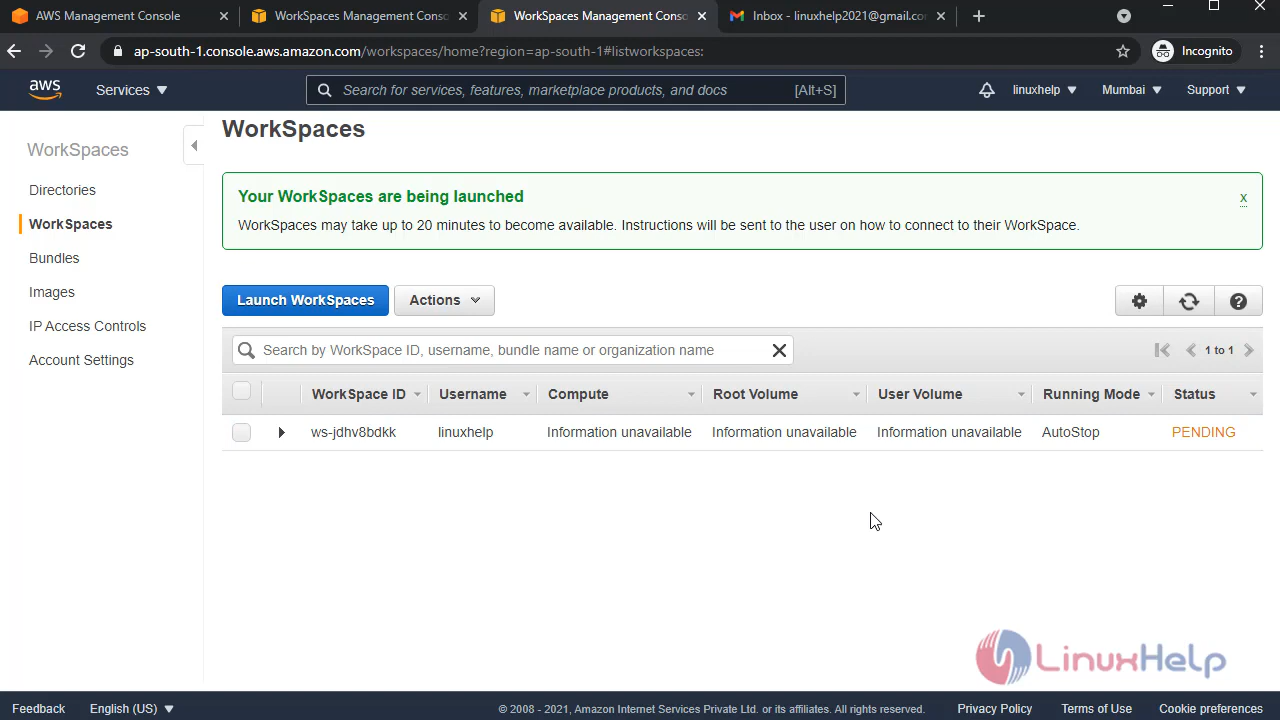 AWS Management Console
WorkSpaces Management Conso
WorkSpaces Management Conso
Inbox - linuxhelp2021@gmail.co
ap-south-1.console.aws.amazon.com/workspaces/home?region=ap-south-1#listworkspaces:
Incognito
aws
Services
Search for services, features, marketplace products, and docs
[Alt+S]
linuxhelp
Mumbai
Support
WorkSpaces
Directories
WorkSpaces
Bundles
Images
IP Access Controls
Account Settings
WorkSpaces
Your WorkSpaces are being launched
x
WorkSpaces may take up to 20 minutes to become available. Instructions will be sent to the user on how to connect to their WorkSpace.
Launch WorkSpaces
Actions
Search by WorkSpace ID, username, bundle name or organization name
1 to 1
WorkSpace ID Username Compute Root Volume User Volume Running Mode Status
ws-jdhv8bdkk linuxhelp Information unavailable Information unavailable Information unavailable AutoStop PENDING
LinuxHelp
Feedback
English (US)
© 2008 - 2021, Amazon Internet Services Private Ltd. or its affiliates. All rights reserved.
Privacy Policy
Terms of Use
Cookie preferences